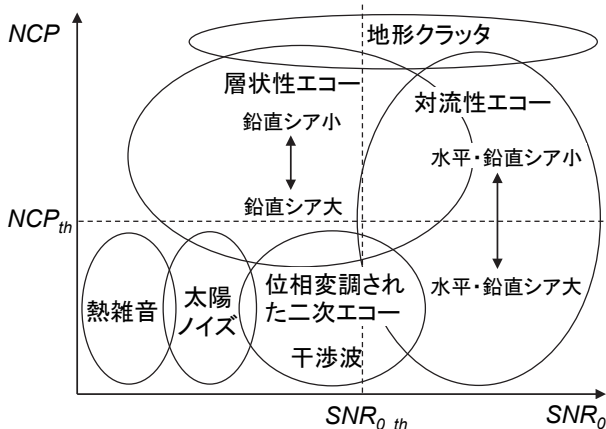 NCP
地形クラッタ
層状性エコー
対流性エコー
鉛直シア小
水平・鉛直シア小
鉛直シア大
NCP_th
水平・鉛直シア大
熱雑音
太陽
ノイズ
位相変調され
た二次エコー
干渉波
SNR_0_th
SNR_0